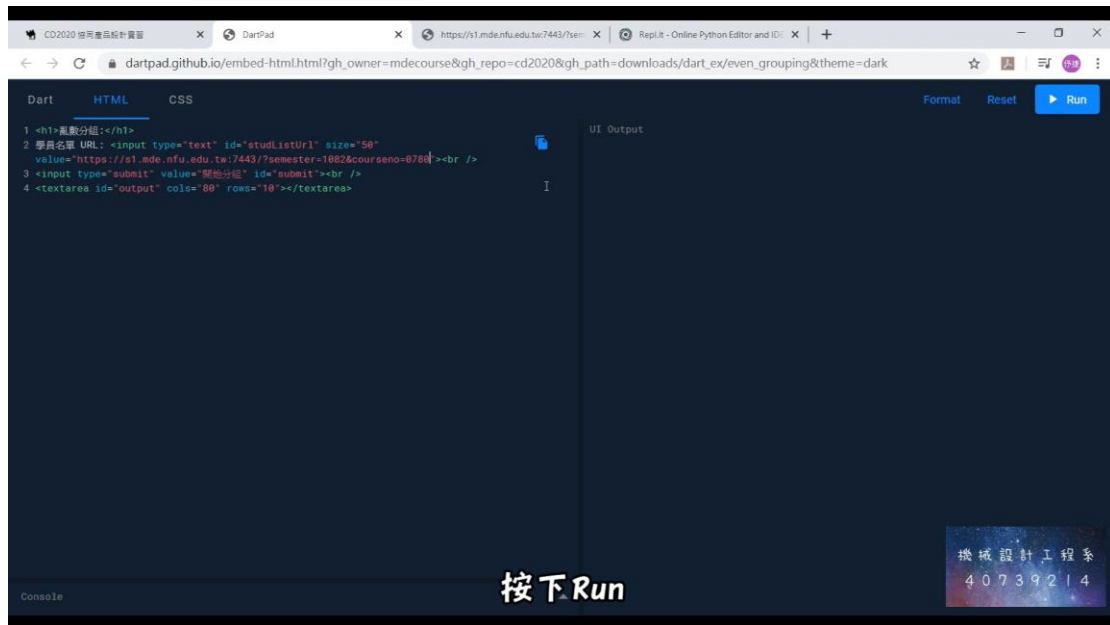 CD2020 協同產品設計實習
DartPad
https://s1.mde.nfu.edu.tw:7443/?sem
Repl.it - Online Python Editor and IDE
dartpad.github.io/embed-html.html?gh_owner=mdecourse&gh_repo=cd2020&gh_path=downloads/dart_ex/even_grouping&theme=dark
Dart HTML CSS Format Reset Run
1 <h1>亂數分組:</h1>
2 學員名單 URL: <input type="text" id="studListUrl" size="50"
value="https://s1.mde.nfu.edu.tw:7443/?semester=1082&courseno=0780"><br />
3 <input type="submit" value="開始分組" id="submit"><br />
4 <textarea id="output" cols="80" rows="10"></textarea>
UI Output
機械設計工程系
40739214
按下Run
Console